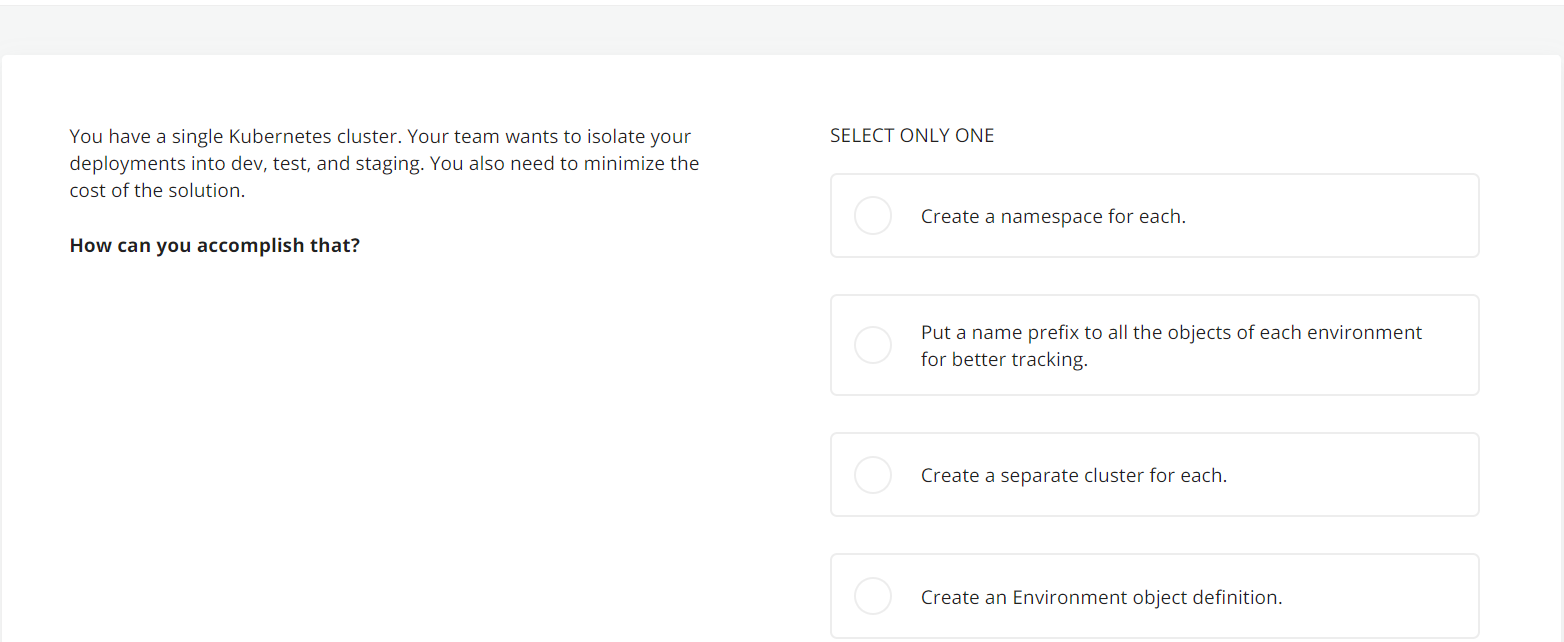 You have a single Kubernetes cluster. Your team wants to isolate your
deployments into dev, test, and staging. You also need to minimize the
cost of the solution.
How can you accomplish that?
SELECT ONLY ONE
Create a namespace for each.
Put a name prefix to all the objects of each environment
for better tracking.
Create a separate cluster for each.
Create an Environment object definition.